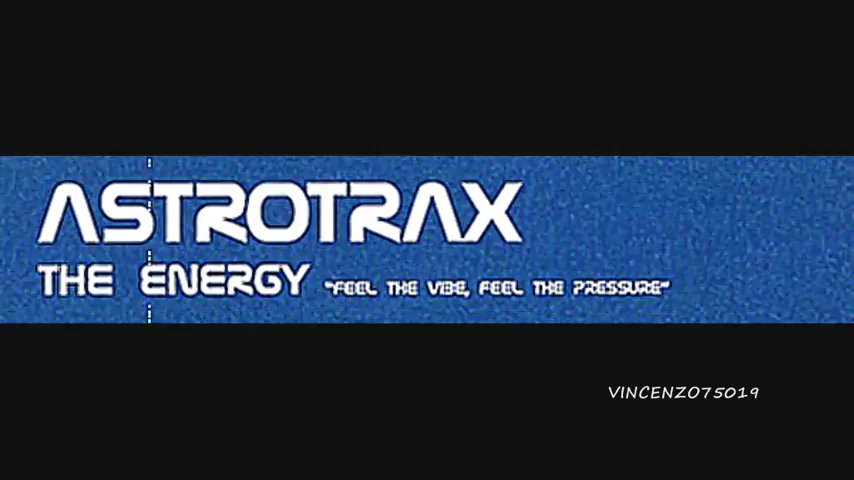 ASTROTRAX
THE ENERGY "FEEL THE VIBE, FEEL THE PRESSURE"
VINCENZO75019